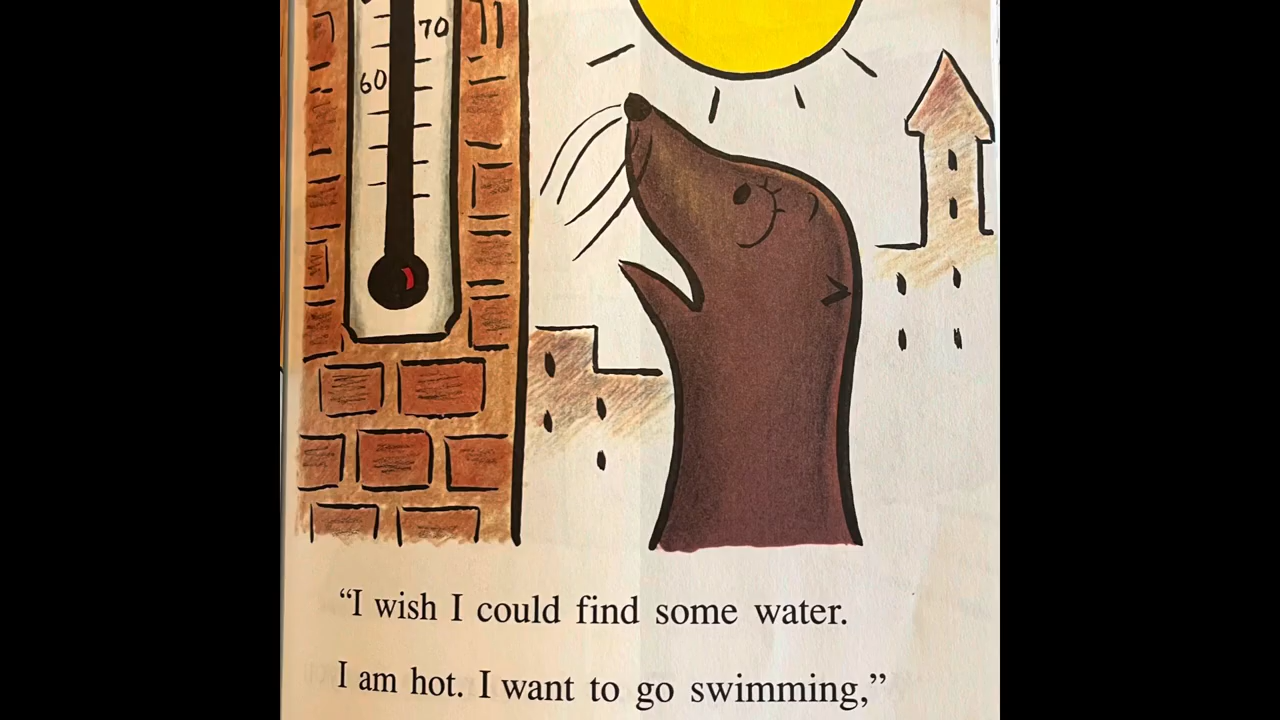 70
60
“I wish I could find some water.
I am hot. I want to go swimming,”